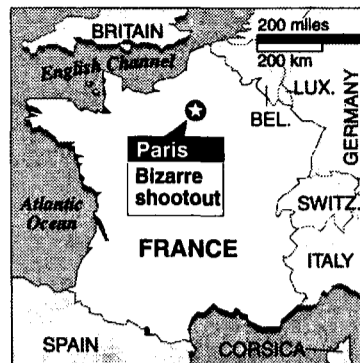 BRITAIN
200 miles
200 km
English Channel
LUX.
BEL.
GERMANY
Paris
Bizarre
shootout
SWITZ.
Atlantic
Ocean
FRANCE
ITALY
SPAIN
CORSICA